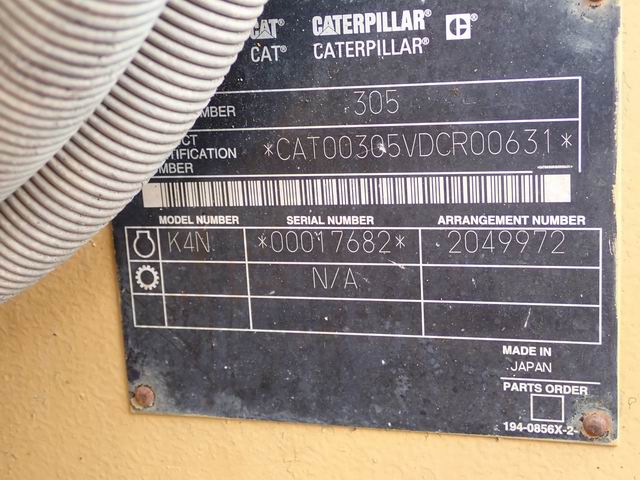 CAT® CATERPILLAR® C
CAT® CATERPILLAR®
MBER 305
CT
TIFICATION *CAT00305VDCR00631*
UMBER
MODEL NUMBER SERIAL NUMBER ARRANGEMENT NUMBER
K4N *00017682* 2049972
N/A
MADE IN
JAPAN
PARTS ORDER
194-0856X-2-